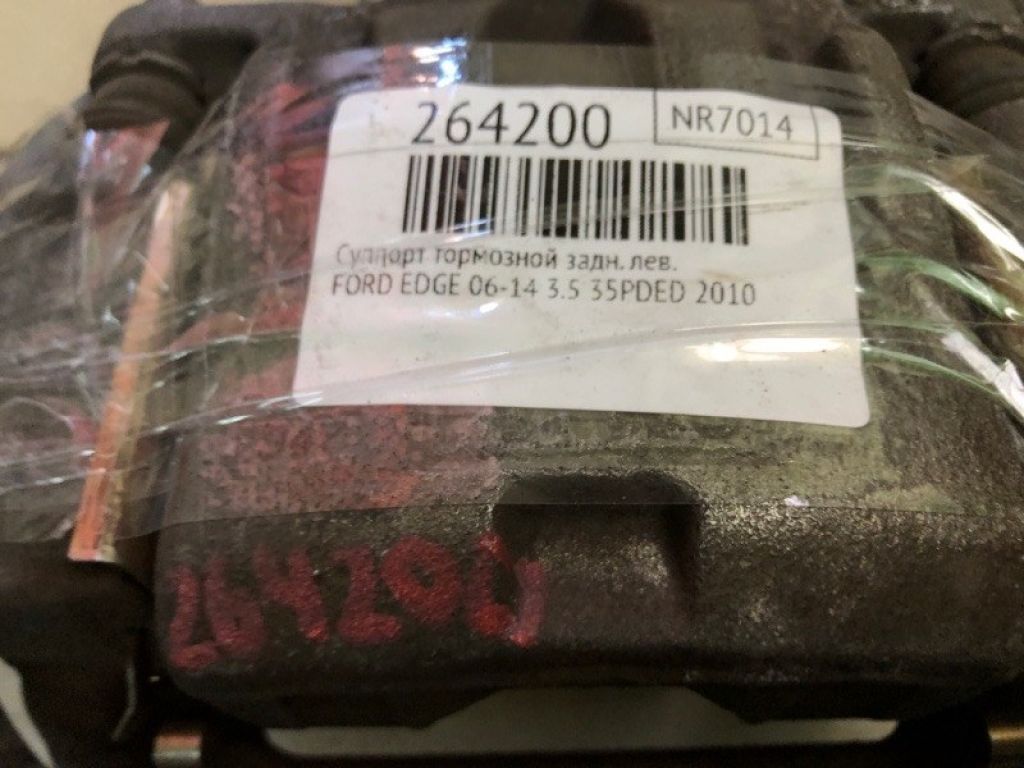 264200 NR7014
Суппорт тормозной задн. лев.
FORD EDGE 06-14 3.5 35PDED 2010
264200